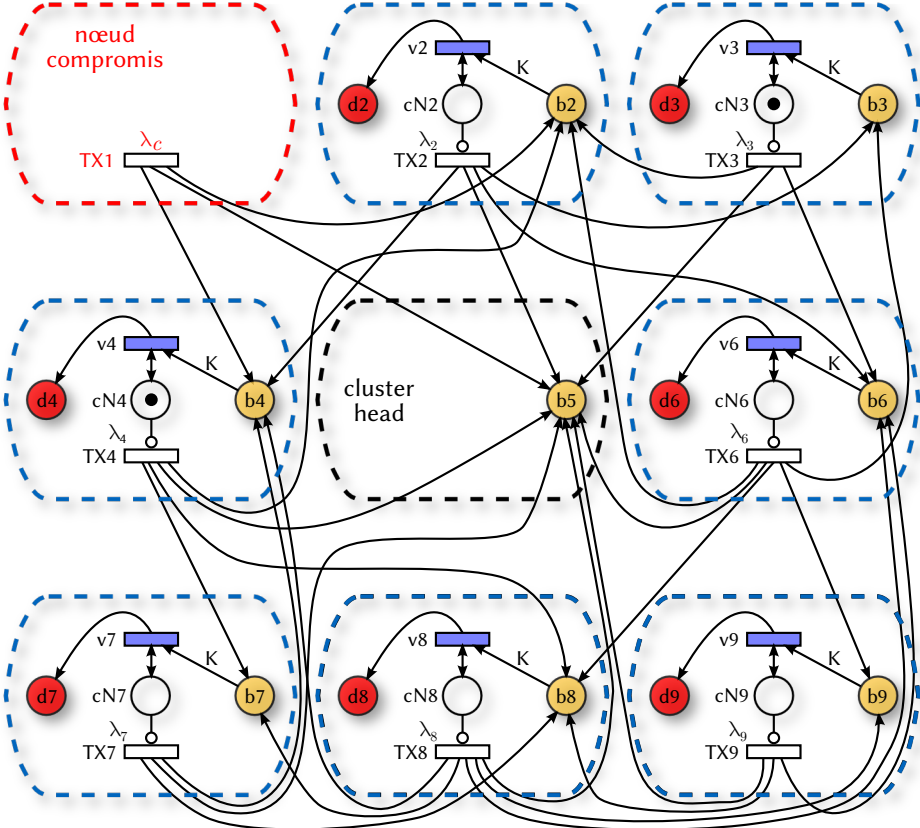 nœud
compromis
λc
TX1
v2
K
d2
cN2
b2
λ2
TX2
v3
K
d3
cN3
b3
λ3
TX3
v4
K
d4
cN4
b4
λ4
TX4
cluster
head
b5
v6
K
d6
cN6
b6
λ6
TX6
v7
K
d7
cN7
b7
λ7
TX7
v8
K
d8
cN8
b8
λ8
TX8
v9
K
d9
cN9
b9
λ9
TX9